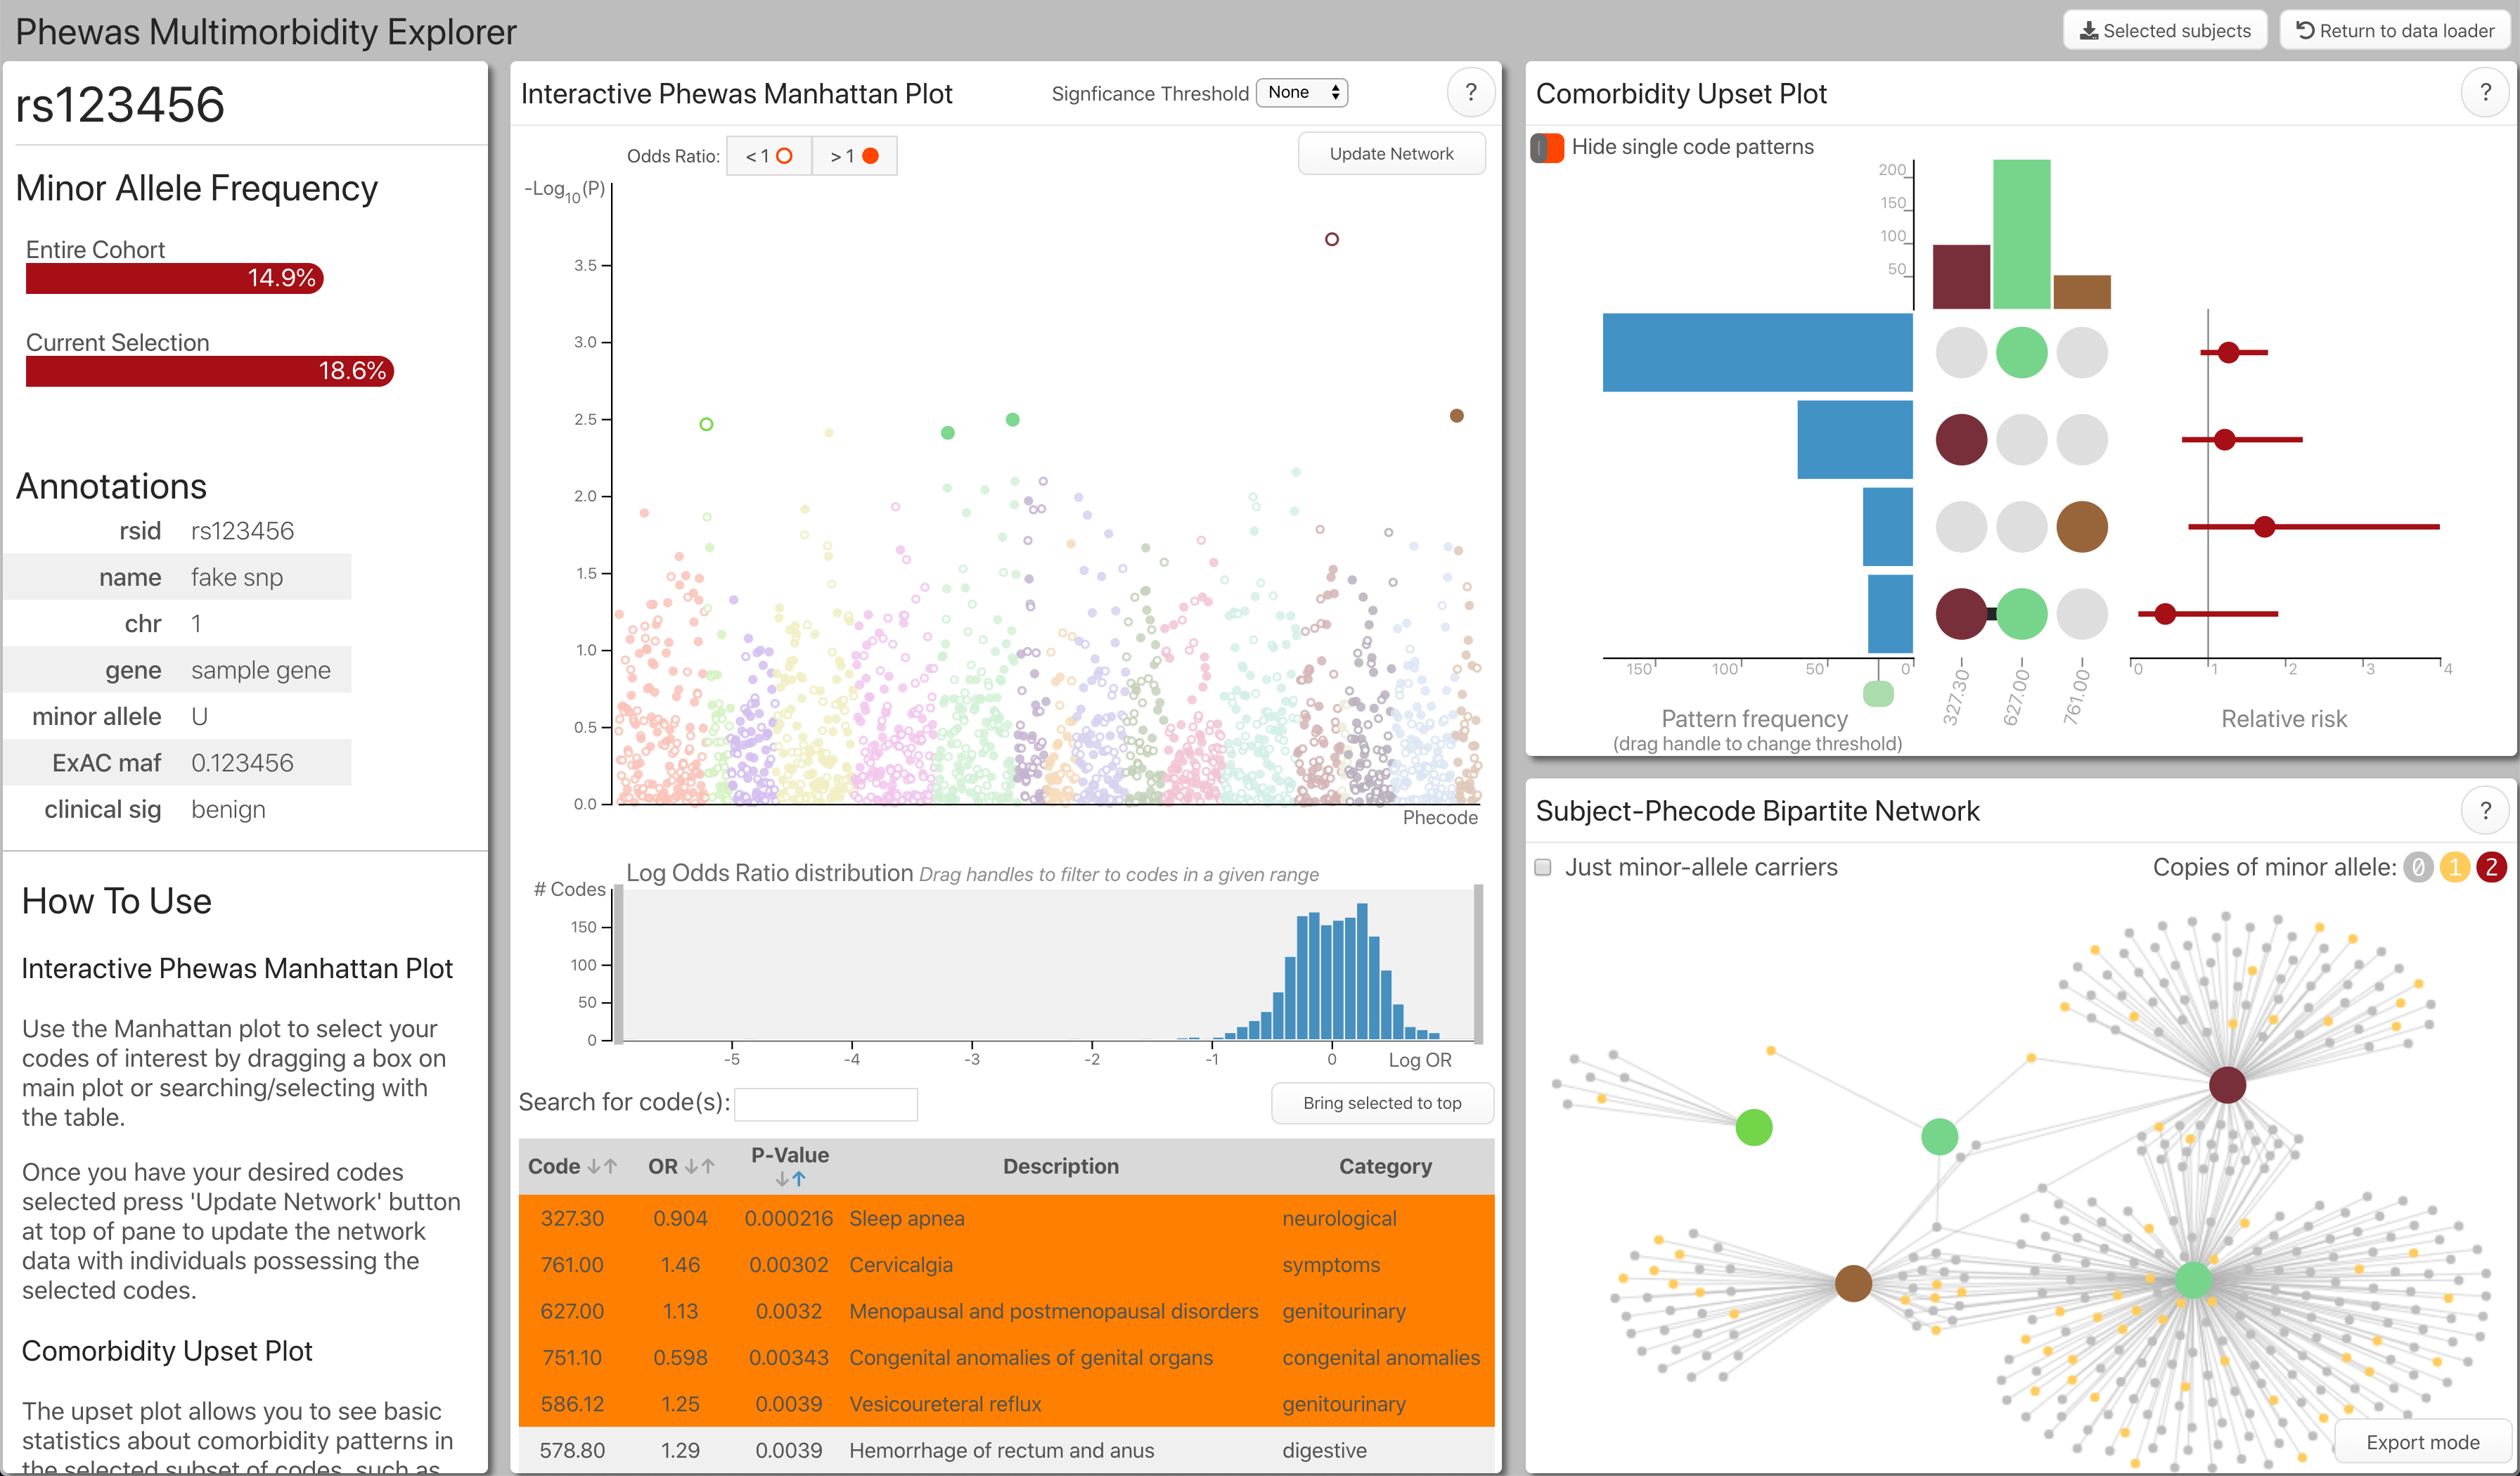 Phewas Multimorbidity Explorer
Selected subjects
Return to data loader
rs123456
Minor Allele Frequency
Entire Cohort
14.9%
Current Selection
18.6%
Annotations
rsid rs123456
name fake snp
chr 1
gene sample gene
minor allele U
ExAC maf 0.123456
clinical sig benign
How To Use
Interactive Phewas Manhattan Plot
Use the Manhattan plot to select your
codes of interest by dragging a box on
main plot or searching/selecting with
the table.
Once you have your desired codes
selected press 'Update Network' button
at top of pane to update the network
data with individuals possessing the
selected codes.
Comorbidity Upset Plot
The upset plot allows you to see basic
statistics about comorbidity patterns in
the selected subset of codes, such as
Interactive Phewas Manhattan Plot
Signficance Threshold None
?
Odds Ratio: < 1 > 1
Update Network
-Log10(P)
3.5
3.0
2.5
2.0
1.5
1.0
0.5
0.0
Phecode
Log Odds Ratio distribution Drag handles to filter to codes in a given range
# Codes
150
100
50
0
-5 -4 -3 -2 -1 0 Log OR
Search for code(s):
Bring selected to top
Code OR P-Value Description Category
327.30 0.904 0.000216 Sleep apnea neurological
761.00 1.46 0.00302 Cervicalgia symptoms
627.00 1.13 0.0032 Menopausal and postmenopausal disorders genitourinary
751.10 0.598 0.00343 Congenital anomalies of genital organs congenital anomalies
586.12 1.25 0.0039 Vesicoureteral reflux genitourinary
578.80 1.29 0.0039 Hemorrhage of rectum and anus digestive
Comorbidity Upset Plot
?
Hide single code patterns
200
150
100
50
150 100 50 0
327.30 627.00 761.00
0 1 2 3 4
Pattern frequency
(drag handle to change threshold)
Relative risk
Subject-Phecode Bipartite Network
?
Just minor-allele carriers
Copies of minor allele: 0 1 2
Export mode